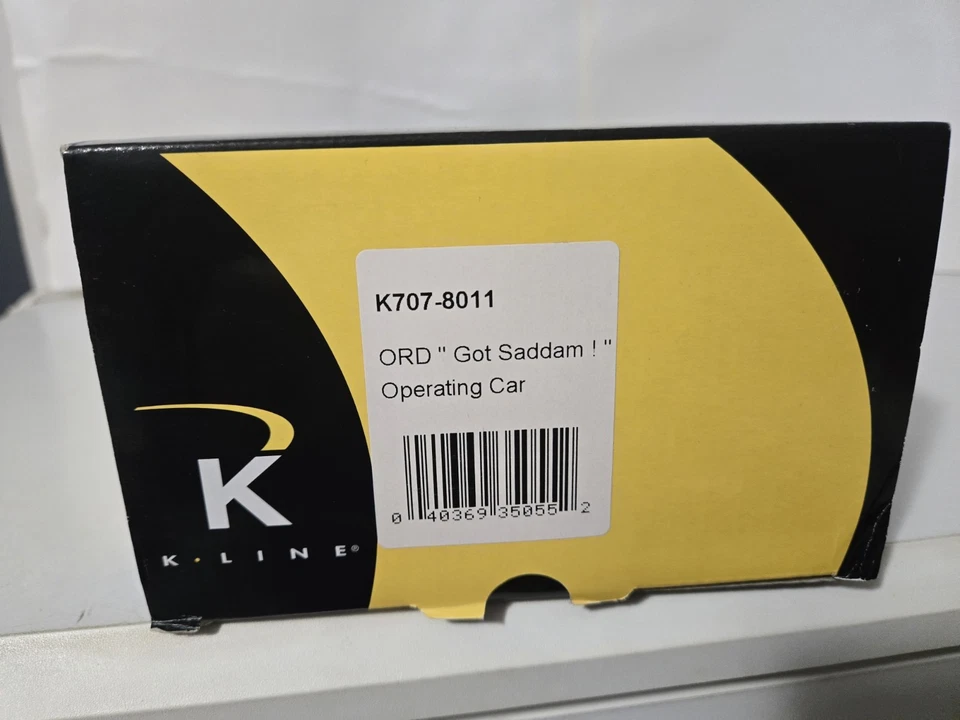 K707-8011
ORD " Got Saddam ! "
Operating Car
0 40369 35055 2
K
K·LINE®